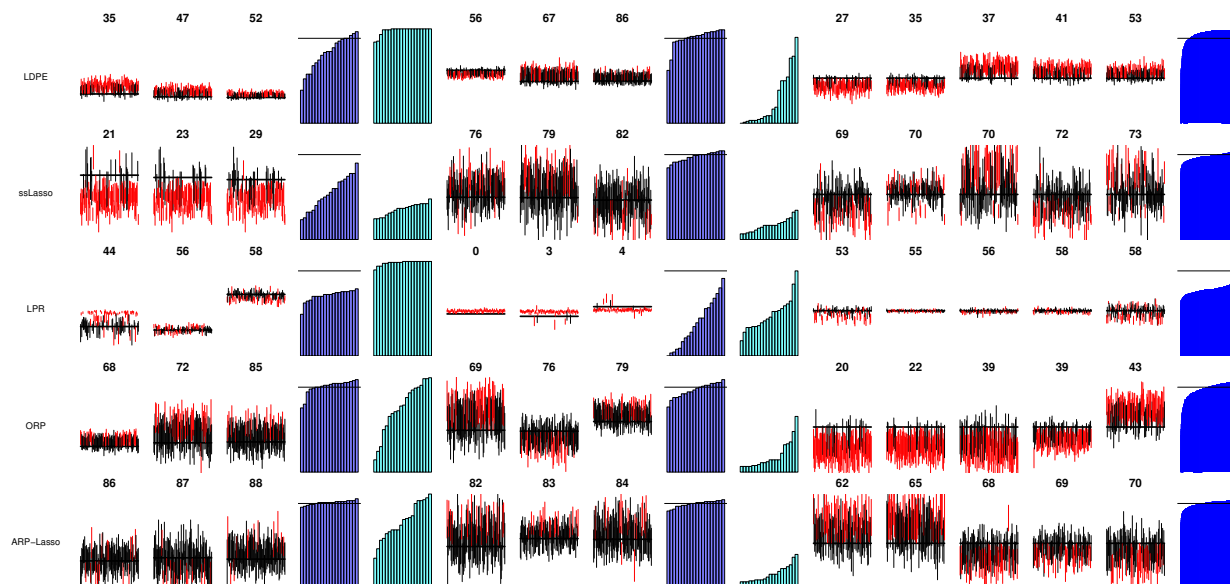 35 47 52 56 67 86 27 35 37 41 53
LDPE
21 23 29 76 79 82 69 70 70 72 73
ssLasso
44 56 58 0 3 4 53 55 56 58 58
LPR
68 72 85 69 76 79 20 22 39 39 43
ORP
86 87 88 82 83 84 62 65 68 69 70
ARP−Lasso